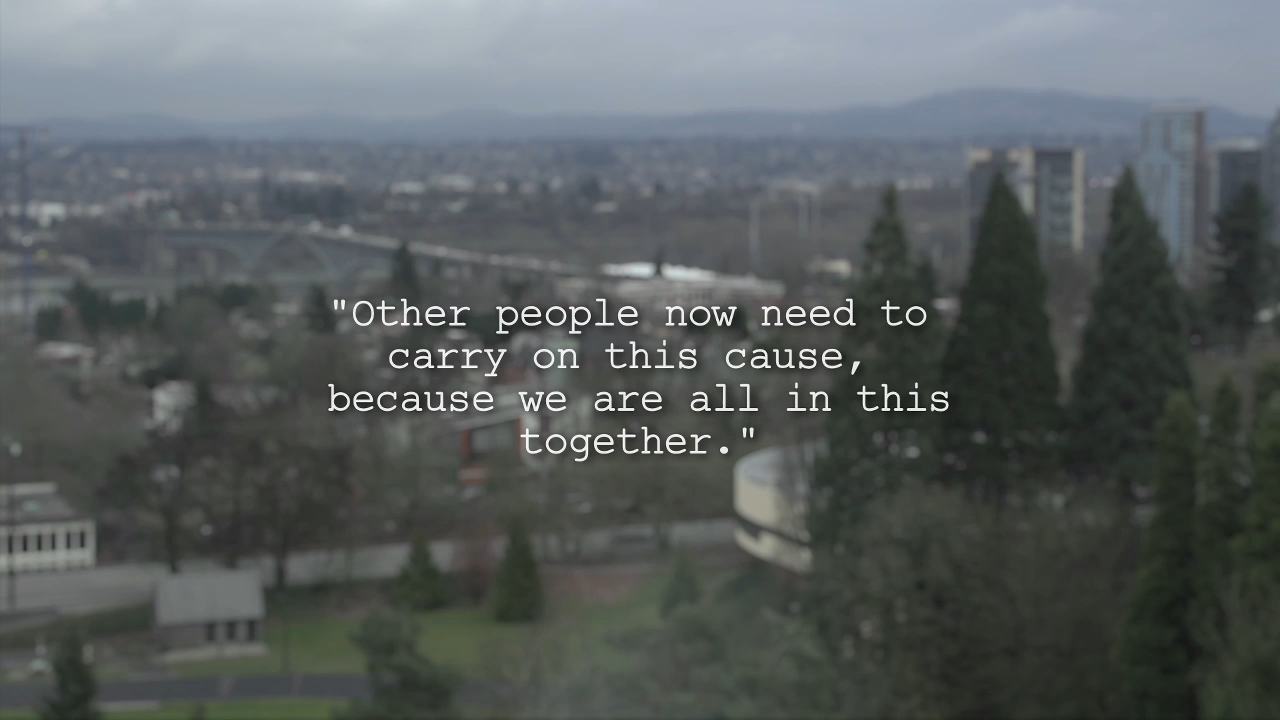 "Other people now need to
carry on this cause,
because we are all in this
together."